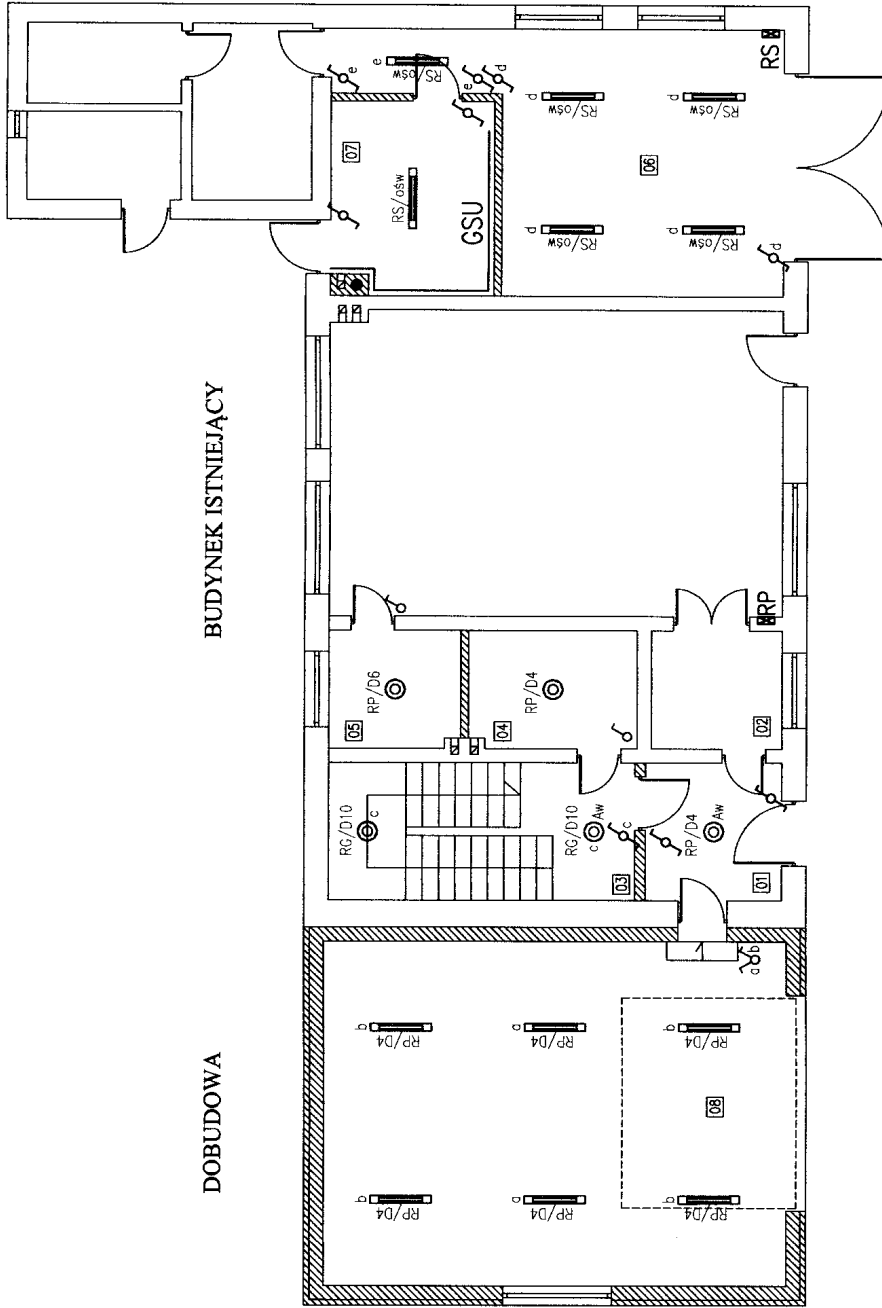 BUDYNEK ISTNIEJĄCY
DOBUDOWA
e
e
RS/ośw
e
d
07
RS/ośw
GSU
d
RS/ośw
d
RS/ośw
RS
06
d
RS/ośw
d
RS/ośw
d
RP/D6
05
RP/D4
04
RP
02
RG/D10
c
RG/D10
c
Aw
c
03
RP/D4
Aw
01
a
b
b
RP/D4
a
RP/D4
b
RP/D4
08
b
RP/D4
a
RP/D4
b
RP/D4